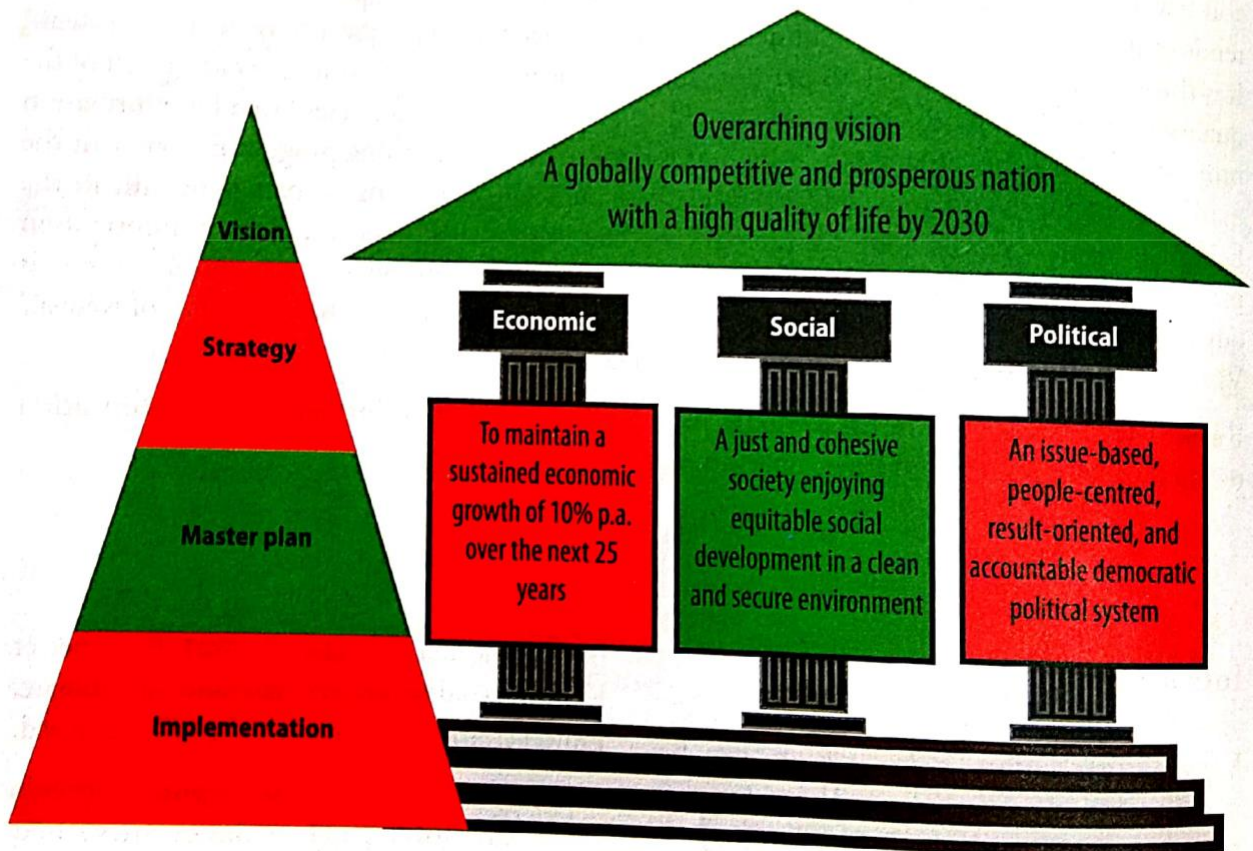 Vision
Strategy
Master plan
Implementation
Overarching vision
A globally competitive and prosperous nation
with a high quality of life by 2030
Economic
To maintain a
sustained economic
growth of 10% p.a.
over the next 25
years
Social
A just and cohesive
society enjoying
equitable social
development in a clean
and secure environment
Political
An issue-based,
people-centred,
result-oriented, and
accountable democratic
political system